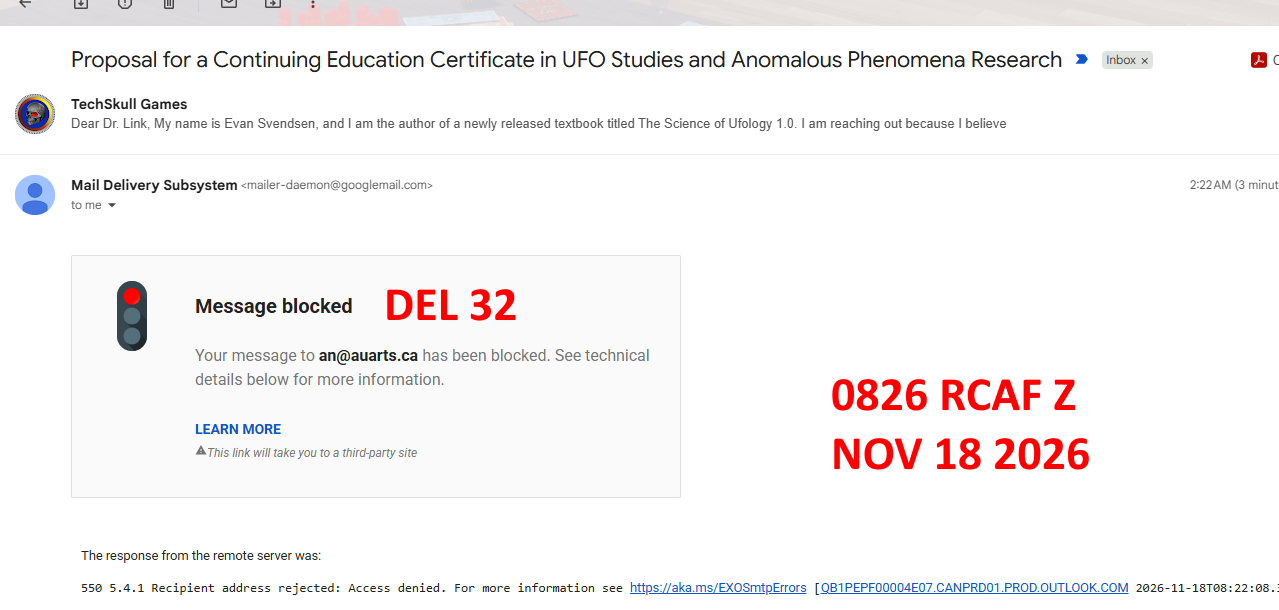 Proposal for a Continuing Education Certificate in UFO Studies and Anomalous Phenomena Research Inbox ×
TechSkull Games
Dear Dr. Link, My name is Evan Svendsen, and I am the author of a newly released textbook titled The Science of Ufology 1.0. I am reaching out because I believe
Mail Delivery Subsystem <mailer-daemon@googlemail.com>
2:22 AM (3 minut
to me
Message blocked DEL 32
Your message to an@auarts.ca has been blocked. See technical
details below for more information.
LEARN MORE
This link will take you to a third-party site
0826 RCAF Z
NOV 18 2026
The response from the remote server was:
550 5.4.1 Recipient address rejected: Access denied. For more information see https://aka.ms/EXOSmtpErrors [QB1PEPF00004E07.CANPRD01.PROD.OUTLOOK.COM 2026-11-18T08:22:08.